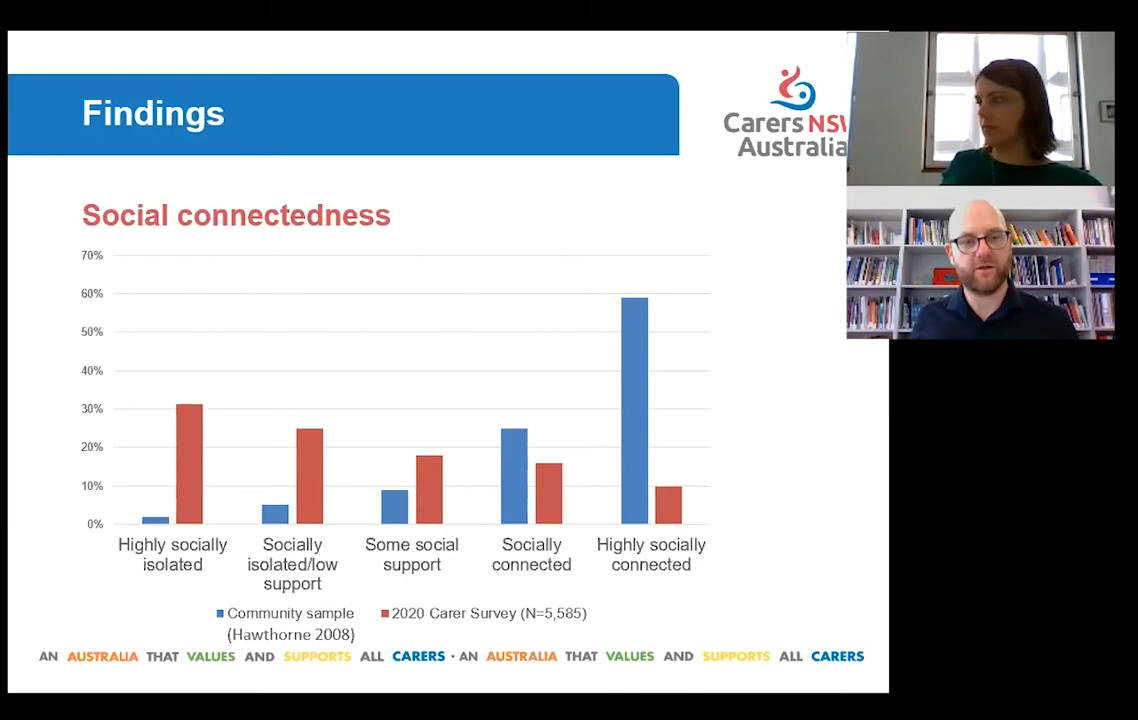 Findings
Carers NSW
Australia
Social connectedness
70%
60%
50%
40%
30%
20%
10%
0%
Highly socially
isolated
Socially
isolated/low
support
Some social
support
Socially
connected
Highly socially
connected
Community sample
(Hawthorne 2008)
2020 Carer Survey (N=5,585)
AN AUSTRALIA THAT VALUES AND SUPPORTS ALL CARERS · AN AUSTRALIA THAT VALUES AND SUPPORTS ALL CARERS